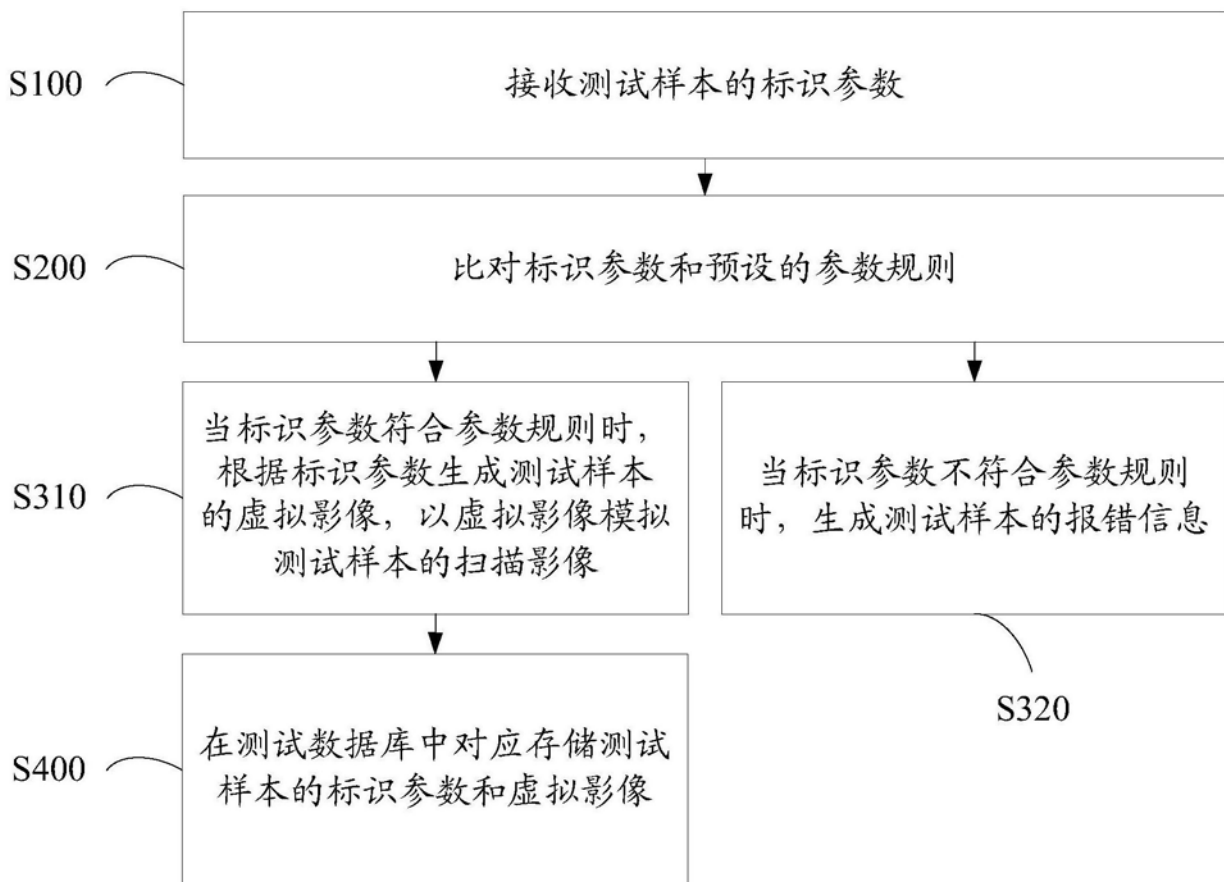 S100
接收测试样本的标识参数
S200
比对标识参数和预设的参数规则
S310
当标识参数符合参数规则时，
根据标识参数生成测试样本
的虚拟影像，以虚拟影像模拟
测试样本的扫描影像
当标识参数不符合参数规则
时，生成测试样本的报错信息
S320
S400
在测试数据库中对应存储测试
样本的标识参数和虚拟影像